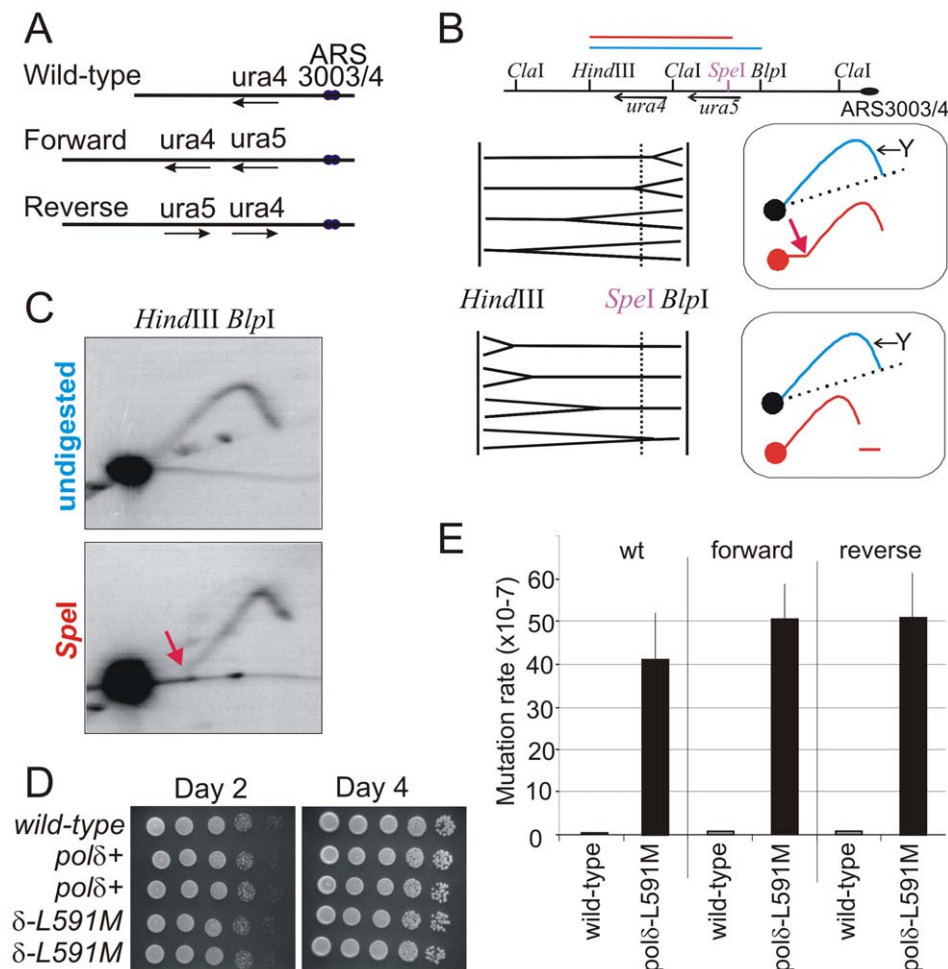 A
ARS
Wild-type ura4 3003/4
Forward ura4 ura5
Reverse ura5 ura4
B
ClaI HindIII ClaI SpeI BlpI ClaI
ura4 ura5 ARS3003/4
Y
HindIII SpeI BlpI
Y
C
HindIII BlpI
undigested
SpeI
D
Day 2 Day 4
wild-type
polδ+
polδ+
δ-L591M
δ-L591M
E
wt forward reverse
Mutation rate (x10-7)
60
50
40
30
20
10
0
wild-type
polδ-L591M
wild-type
polδ-L591M
wild-type
polδ-L591M